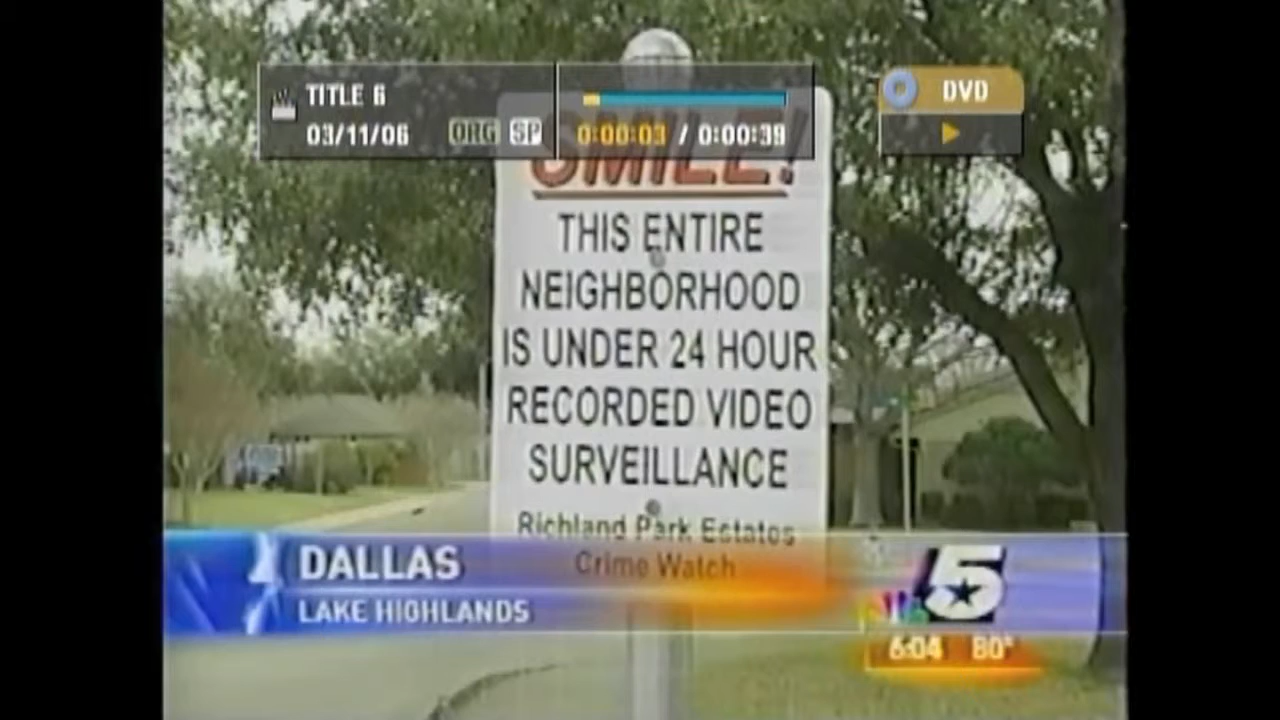 TITLE 6
03/11/06 ORG SP
0:00:03 / 0:00:39
DVD
SMILE!
THIS ENTIRE
NEIGHBORHOOD
IS UNDER 24 HOUR
RECORDED VIDEO
SURVEILLANCE
Richland Park Estates
Crime Watch
DALLAS
LAKE HIGHLANDS
5
6:04 80°